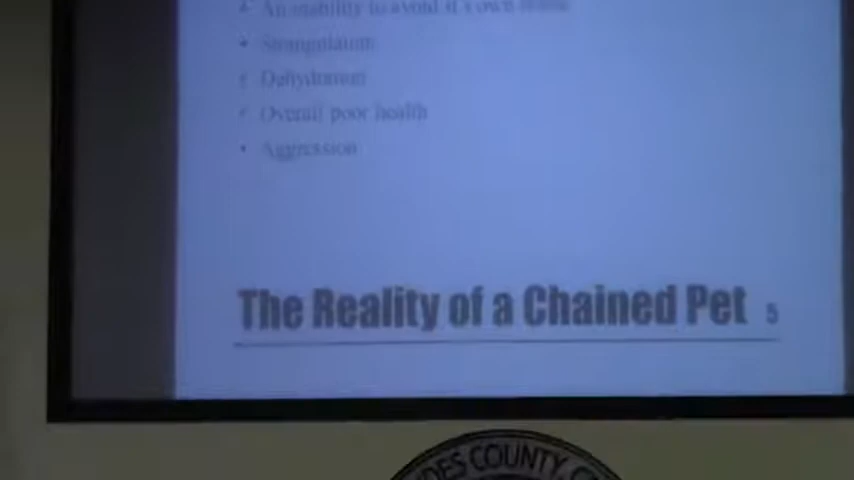 • An inability to avoid it's own waste
• Strangulation
• Dehydration
• Overall poor health
• Aggression
The Reality of a Chained Pet 5
DES COUNTY, G